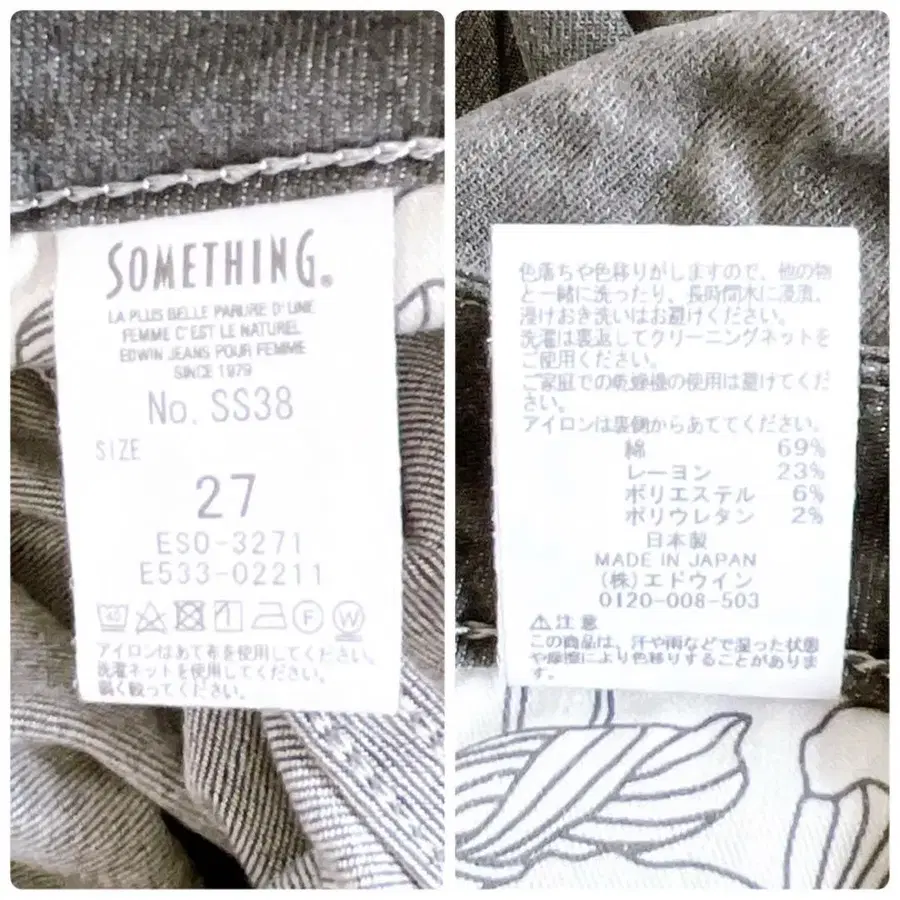 SOMETHING®
LA PLUS BELLE PARURE D'UNE
FEMME C'EST LE NATUREL
EDWIN JEANS POUR FEMME
SINCE 1979
No. SS38
SIZE
27
ESO-3271
E533-02211
40
F
W
アイロンはあて布を使用してください。
洗濯ネットを使用してください。
弱く絞ってください。
色落ちや色移りがしますので、他の物
と一緒に洗ったり、長時間水に浸漬、
浸けおき洗いはお避けください。
洗濯は裏返してクリーニングネットを
ご使用ください。
ご家庭での乾燥機の使用は避けてくだ
さい。
アイロンは裏側からあててください。
綿 69%
レーヨン 23%
ポリエステル 6%
ポリウレタン 2%
日本製
MADE IN JAPAN
(株)エドウイン
0120-008-503
⚠注意
この商品は、汗や雨などで湿った状態
や摩擦により色移りすることがありま
す。